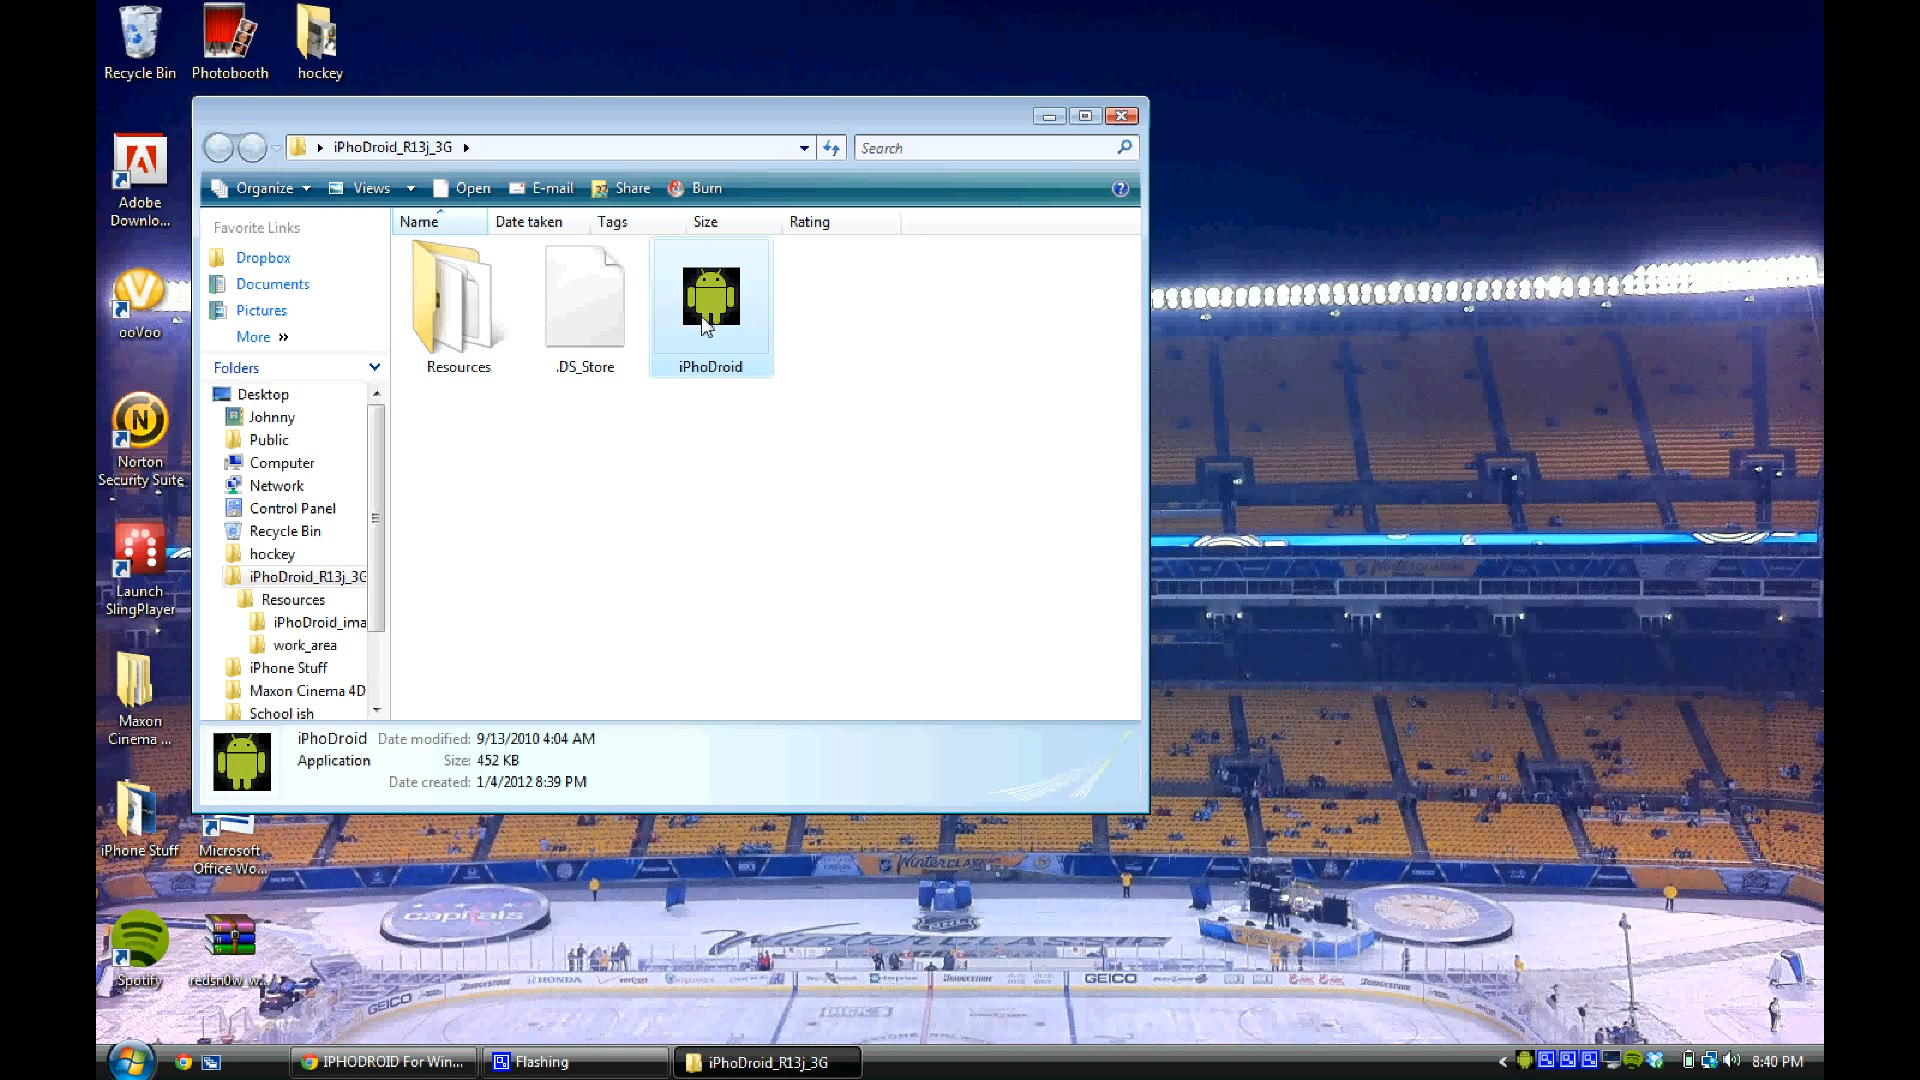 Recycle Bin
Photobooth
hockey
Adobe
Downlo...
ooVoo
Norton
Security Suite
Launch
SlingPlayer
Maxon
Cinema ...
iPhone Stuff
Microsoft
Office Wo...
Spotify
redsn0w_w...
iPhoDroid_R13j_3G
Search
Organize
Views
Open
E-mail
Share
Burn
Favorite Links
Dropbox
Documents
Pictures
More »
Folders
Desktop
Johnny
Public
Computer
Network
Control Panel
Recycle Bin
hockey
iPhoDroid_R13j_3G
Resources
iPhoDroid_ima
work_area
iPhone Stuff
Maxon Cinema 4D
School ish
Name
Date taken
Tags
Size
Rating
Resources
.DS_Store
iPhoDroid
iPhoDroid
Application
Date modified: 9/13/2010 4:04 AM
Size: 452 KB
Date created: 1/4/2012 8:39 PM
capitals
GEICO
HONDA
verizon
BRIDGESTONE
GEICO
IPHODROID For Win...
Flashing
iPhoDroid_R13j_3G
8:40 PM